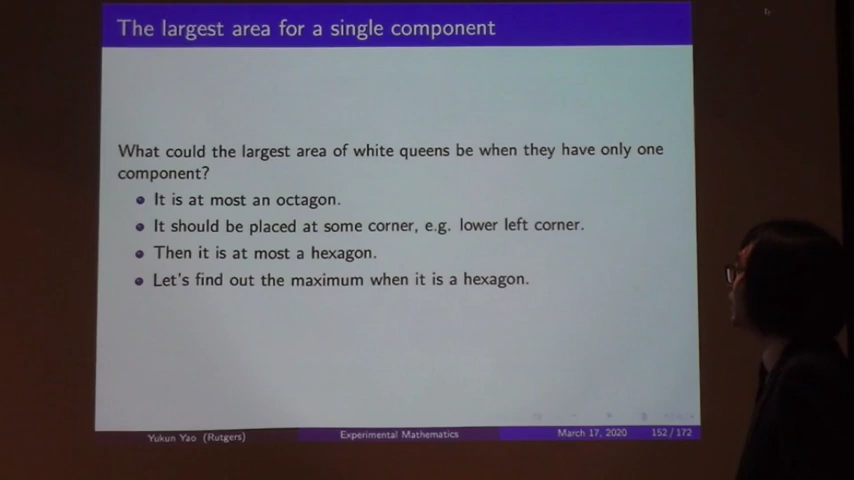 The largest area for a single component
What could the largest area of white queens be when they have only one
component?
It is at most an octagon.
It should be placed at some corner, e.g. lower left corner.
Then it is at most a hexagon.
Let's find out the maximum when it is a hexagon.
Yukun Yao (Rutgers) Experimental Mathematics March 17, 2020 152 / 172